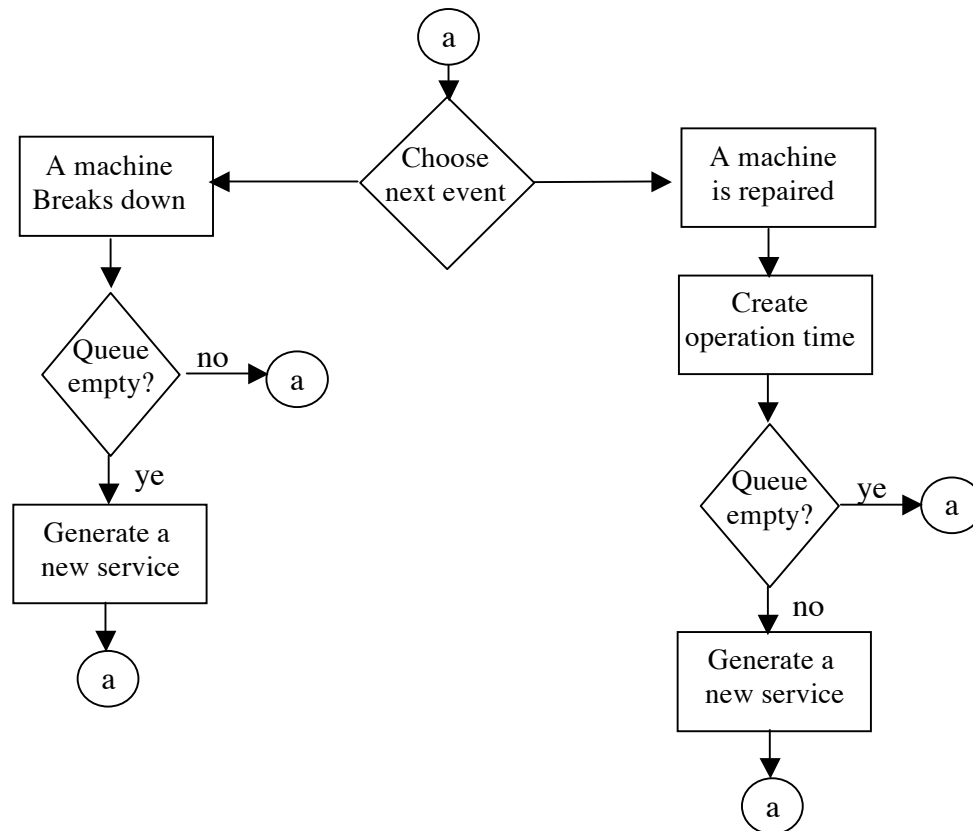 a
Choose
next event
A machine
Breaks down
Queue
empty?
no
a
ye
Generate a
new service
a
A machine
is repaired
Create
operation time
Queue
empty?
ye
a
no
Generate a
new service
a